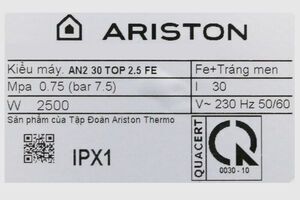 ARISTON
Kiểu máy. AN2 30 TOP 2.5 FE
Fe+Tráng men
Mpa 0.75 (bar 7.5)
l 30
W 2500
V~ 230 Hz 50/60
Sản phẩm của Tập Đoàn Ariston Thermo
IPX1
QUACERT
0030 - 10